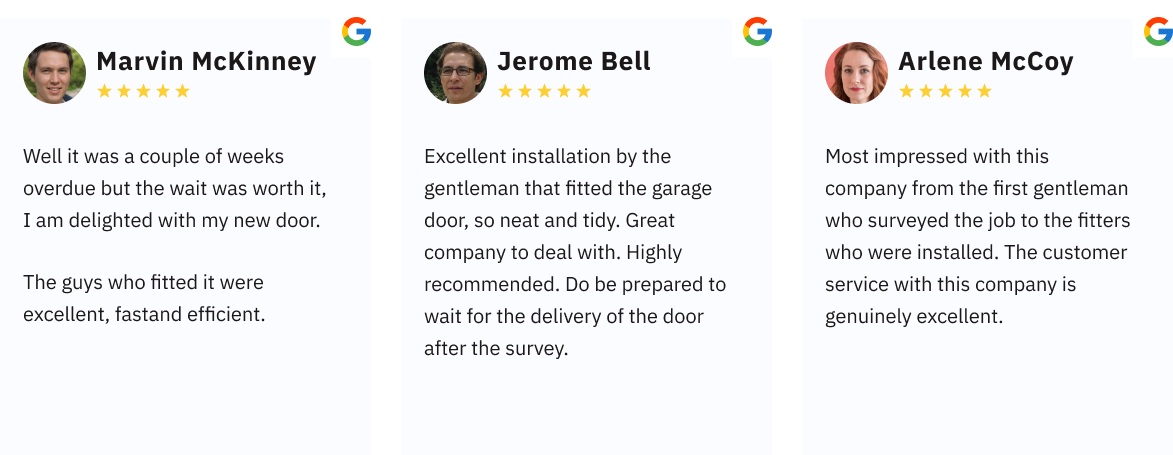 Marvin McKinney
Well it was a couple of weeks
overdue but the wait was worth it,
I am delighted with my new door.
The guys who fitted it were
excellent, fastand efficient.
Jerome Bell
Excellent installation by the
gentleman that fitted the garage
door, so neat and tidy. Great
company to deal with. Highly
recommended. Do be prepared to
wait for the delivery of the door
after the survey.
Arlene McCoy
Most impressed with this
company from the first gentleman
who surveyed the job to the fitters
who were installed. The customer
service with this company is
genuinely excellent.